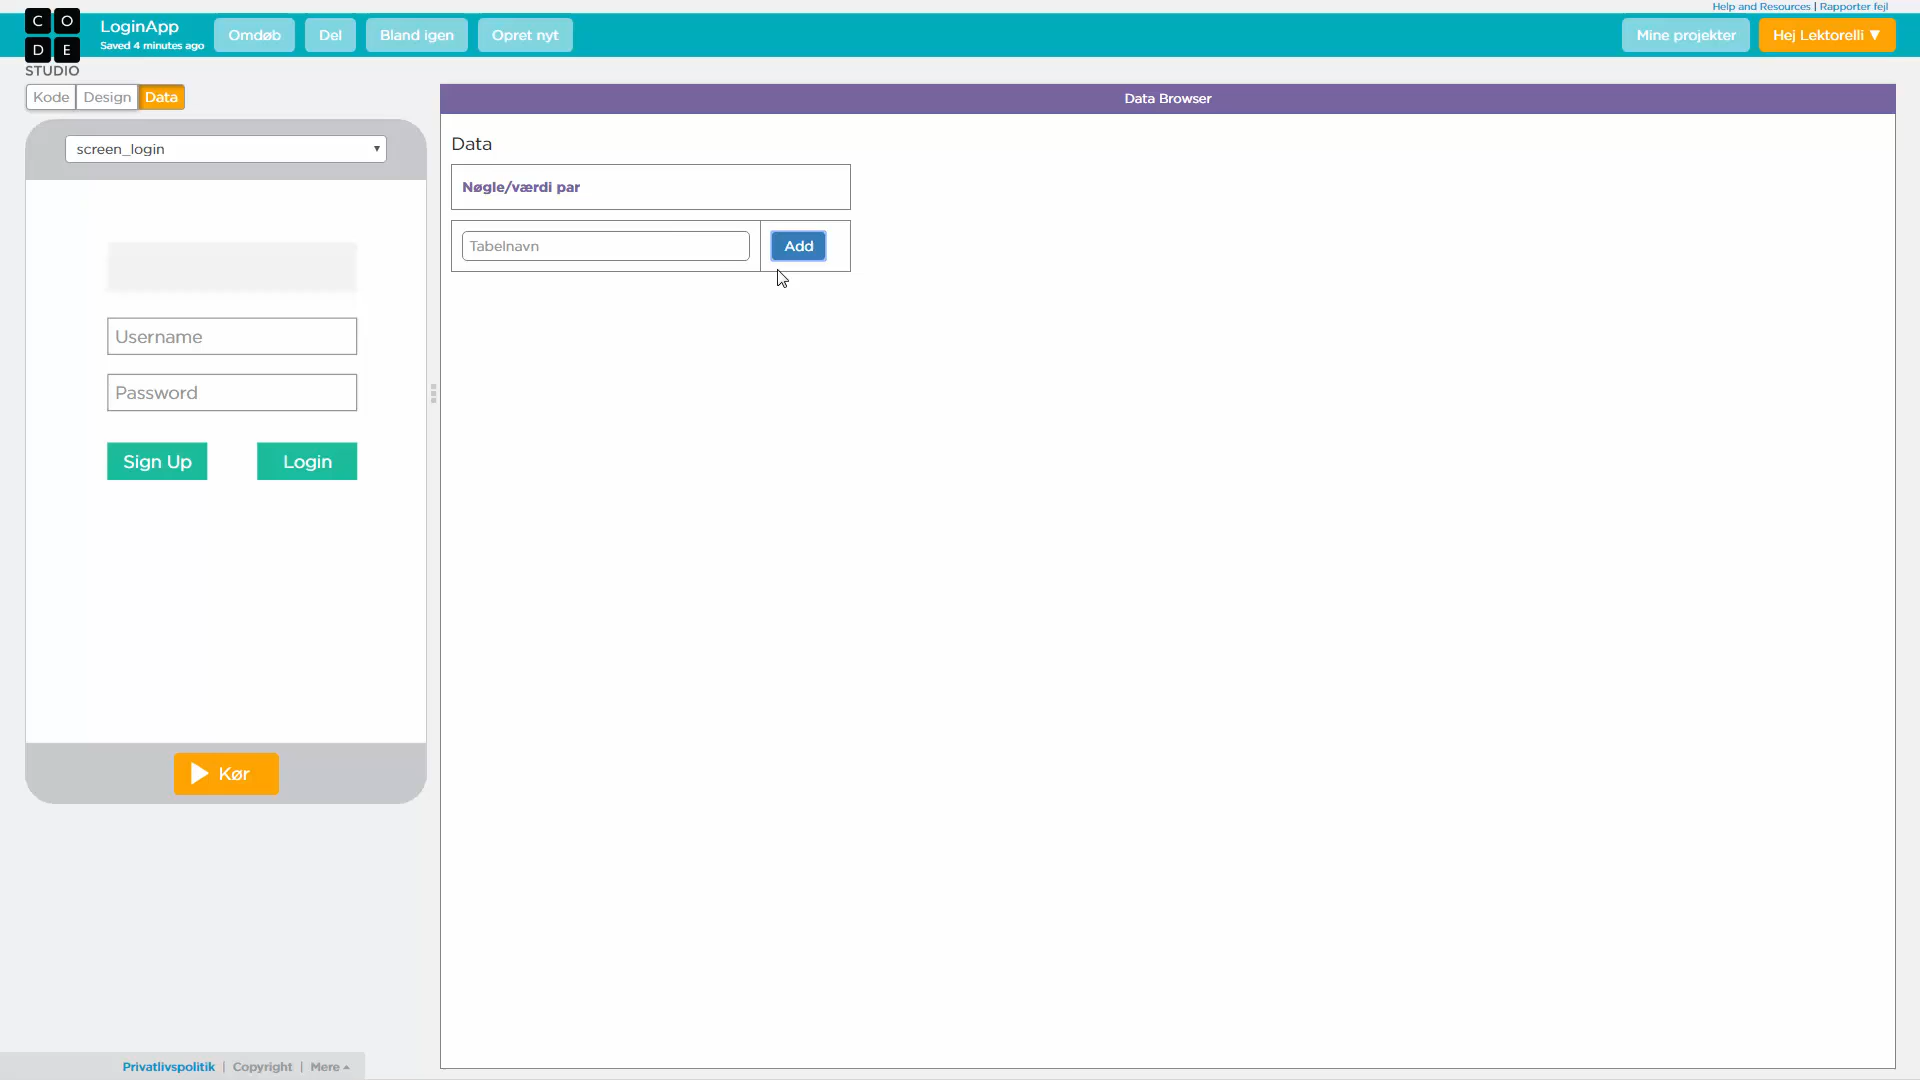 Help and Resources | Rapporter fejl
C O
D E
STUDIO
LoginApp
Saved 4 minutes ago
Omdøb
Del
Bland igen
Opret nyt
Mine projekter
Hej Lektorelli ▼
Kode
Design
Data
screen_login
Username
Password
Sign Up
Login
Kør
Data Browser
Data
Nøgle/værdi par
Tabelnavn
Add
Privatlivspolitik | Copyright | Mere